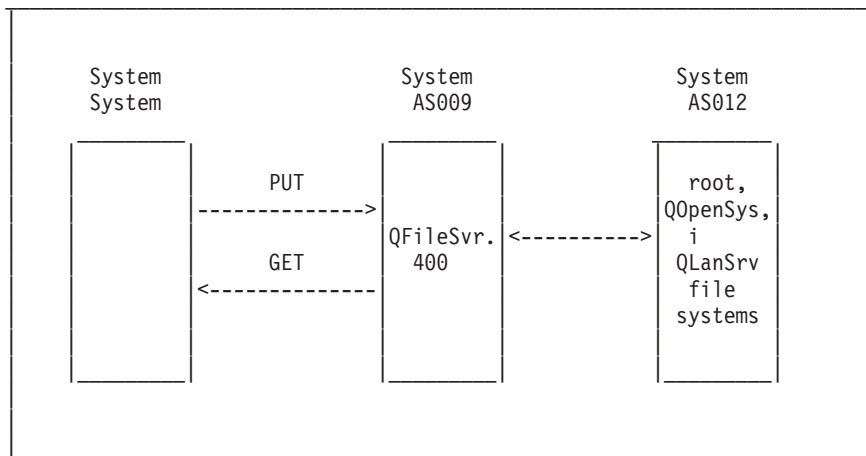 System System System
System AS009 AS012
PUT
GET
QFileSvr.
400
root,
QOpenSys,
i
QLanSrv
file
systems